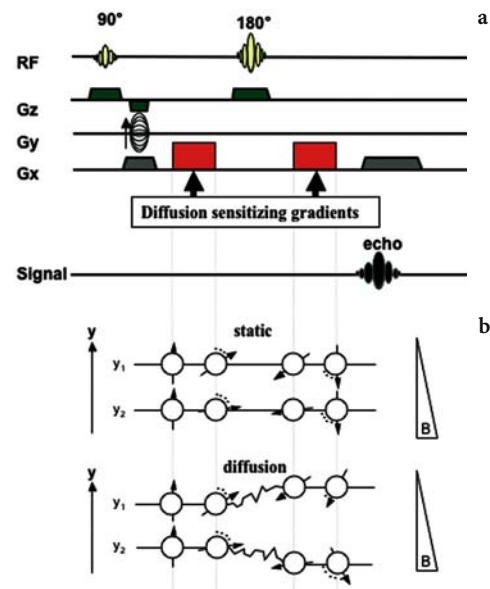 a
90° 180°
RF
Gz
Gy
Gx
Diffusion sensitizing gradients
echo
Signal
b
y static
y₁
y₂
B
y diffusion
y₁
y₂
B